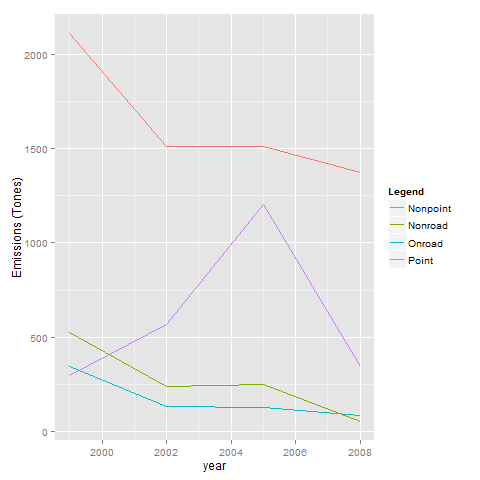 2000
1500
1000
500
0
Emissions (Tones)
2000
2002
2004
2006
2008
year
Legend
Nonpoint
Nonroad
Onroad
Point